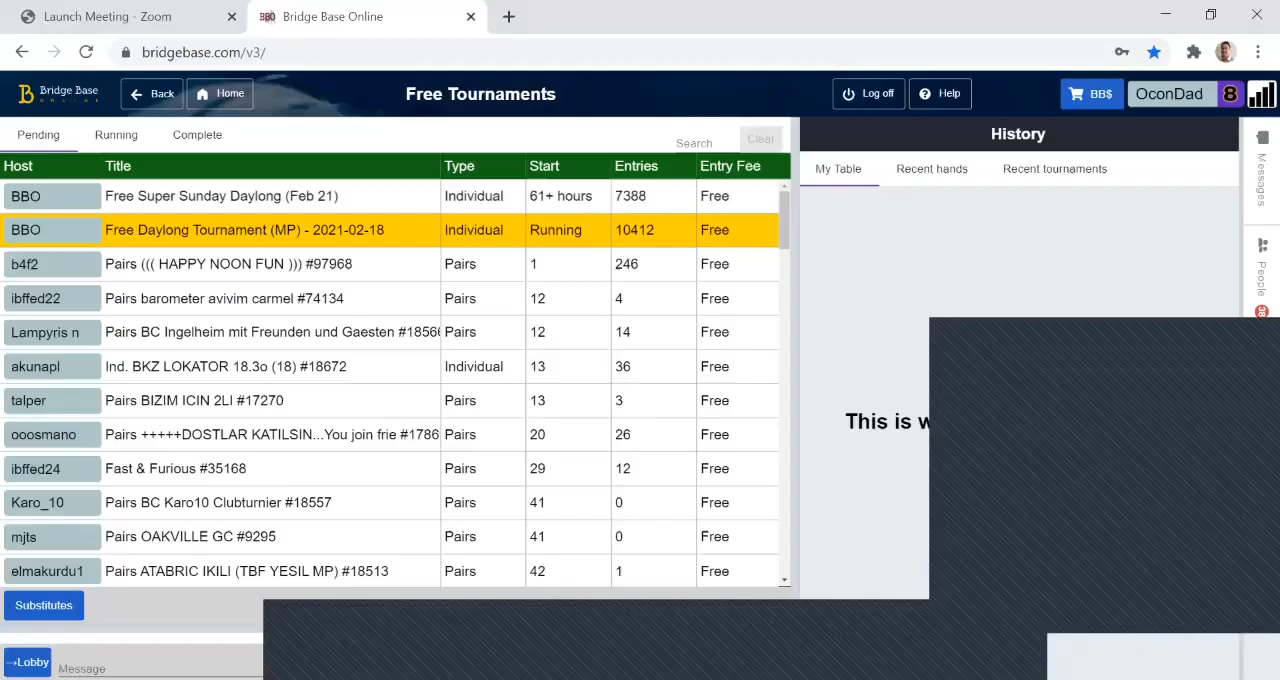 Launch Meeting - Zoom
BBO Bridge Base Online
bridgebase.com/v3/
Bridge Base
ONLINE
Back
Home
Free Tournaments
Log off
Help
BB$
OconDad
8
Pending
Running
Complete
Search
Clear
Host Title Type Start Entries Entry Fee
BBO Free Super Sunday Daylong (Feb 21) Individual 61+ hours 7388 Free
BBO Free Daylong Tournament (MP) - 2021-02-18 Individual Running 10412 Free
b4f2 Pairs ((( HAPPY NOON FUN ))) #97968 Pairs 1 246 Free
ibffed22 Pairs barometer avivim carmel #74134 Pairs 12 4 Free
Lampyris n Pairs BC Ingelheim mit Freunden und Gaesten #1856 Pairs 12 14 Free
akunapl Ind. BKZ LOKATOR 18.3o (18) #18672 Individual 13 36 Free
talper Pairs BIZIM ICIN 2LI #17270 Pairs 13 3 Free
ooosmano Pairs +++++DOSTLAR KATILSIN...You join frie #1786 Pairs 20 26 Free
ibffed24 Fast & Furious #35168 Pairs 29 12 Free
Karo_10 Pairs BC Karo10 Clubturnier #18557 Pairs 41 0 Free
mjts Pairs OAKVILLE GC #9295 Pairs 41 0 Free
elmakurdu1 Pairs ATABRIC IKILI (TBF YESIL MP) #18513 Pairs 42 1 Free
Substitutes
→Lobby
Message
History
My Table
Recent hands
Recent tournaments
This is
Messages
People